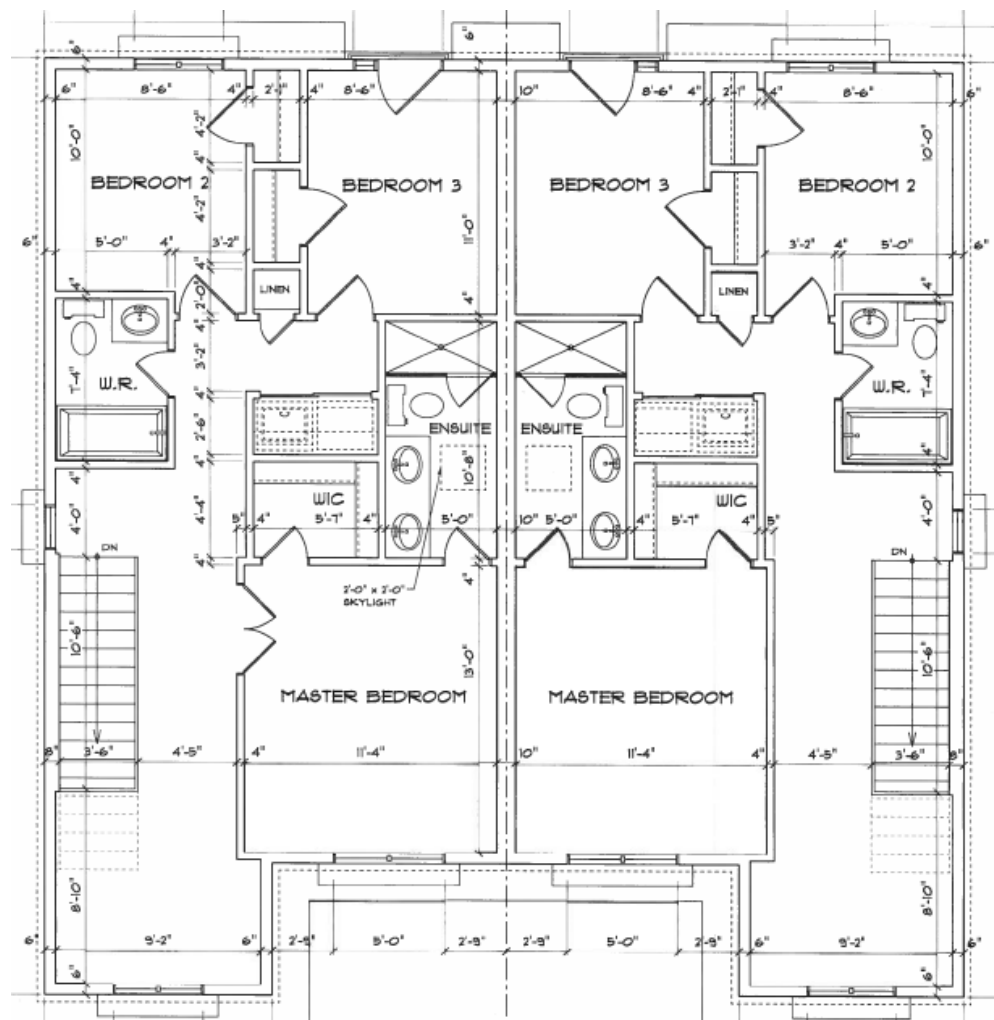 6" 6"
6" 8'-6" 4" 2'-1" 4" 8'-6" 10" 8'-6" 4" 2'-1" 4" 8'-6" 6"
10'-0" 4'-2" 10'-0"
4"
BEDROOM 2 BEDROOM 3 BEDROOM 3 BEDROOM 2
4'-2" 11'-0"
6" 5'-0" 4" 3'-2" 3'-2" 4" 5'-0" 6"
4" 4" 4"
2'-0" LINEN 4" LINEN
4"
3'-2"
7'-4" W.R. W.R. 7'-4"
4"
2'-6" ENSUITE ENSUITE
4" 4" 10'-8" 4"
WIC WIC
4'-0" 4'-4" 4'-0"
5" 4" 5'-7" 4" 5'-0" 10" 5'-0" 4" 5'-7" 4" 5"
DN DN
4" 4"
2'-0" x 2'-0"
SKYLIGHT
10'-6" 13'-0" 10'-6"
MASTER BEDROOM MASTER BEDROOM
8" 3'-6" 4'-5" 4" 11'-4" 10" 11'-4" 4" 4'-5" 3'-6" 8"
8'-10" 8'-10"
6" 9'-2" 6" 2'-9" 5'-0" 2'-9" 2'-9" 5'-0" 2'-9" 6" 9'-2" 6"
6" 6"